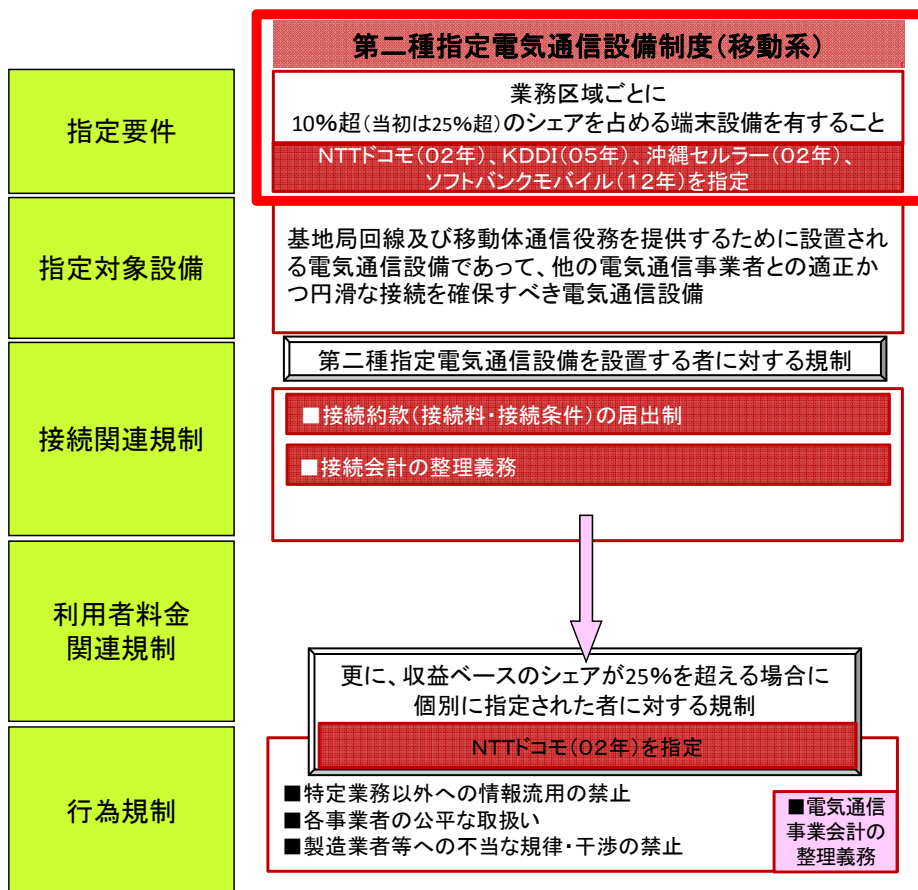 第二種指定電気通信設備制度(移動系)
指定要件
業務区域ごとに
10%超(当初は25%超)のシェアを占める端末設備を有すること
NTTドコモ(02年)、KDDI(05年)、沖縄セルラー(02年)、
ソフトバンクモバイル(12年)を指定
指定対象設備
基地局回線及び移動体通信役務を提供するために設置され
る電気通信設備であって、他の電気通信事業者との適正か
つ円滑な接続を確保すべき電気通信設備
接続関連規制
第二種指定電気通信設備を設置する者に対する規制
■接続約款(接続料・接続条件)の届出制
■接続会計の整理義務
利用者料金
関連規制
更に、収益ベースのシェアが25%を超える場合に
個別に指定された者に対する規制
NTTドコモ(02年)を指定
行為規制
■特定業務以外への情報流用の禁止
■各事業者の公平な取扱い
■製造業者等への不当な規律・干渉の禁止
■電気通信
事業会計の
整理義務